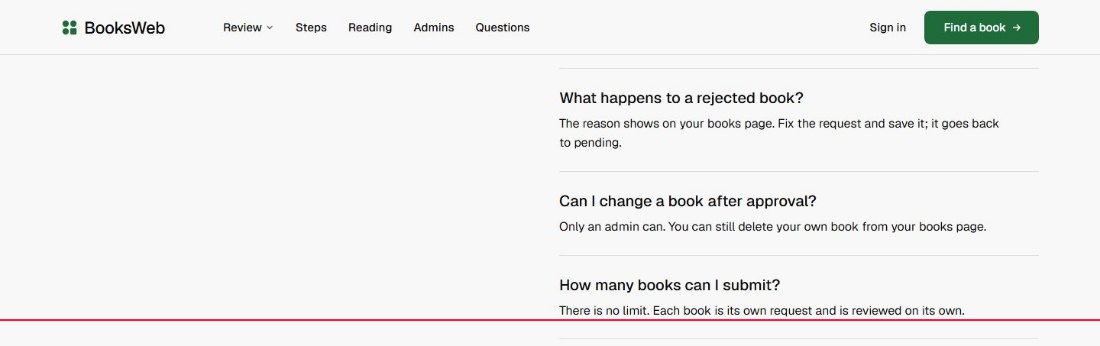 BooksWeb Review Steps Reading Admins Questions Sign in Find a book →
What happens to a rejected book?
The reason shows on your books page. Fix the request and save it; it goes back
to pending.
Can I change a book after approval?
Only an admin can. You can still delete your own book from your books page.
How many books can I submit?
There is no limit. Each book is its own request and is reviewed on its own.